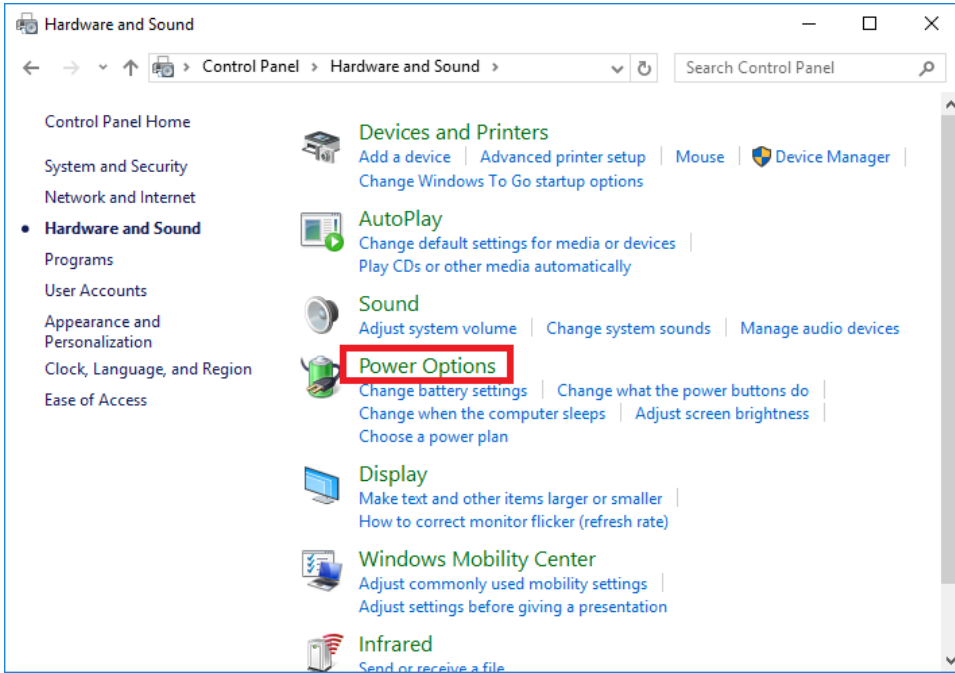 Hardware and Sound
Control Panel > Hardware and Sound >
Search Control Panel
Control Panel Home
System and Security
Network and Internet
Hardware and Sound
Programs
User Accounts
Appearance and
Personalization
Clock, Language, and Region
Ease of Access
Devices and Printers
Add a device | Advanced printer setup | Mouse | Device Manager |
Change Windows To Go startup options
AutoPlay
Change default settings for media or devices |
Play CDs or other media automatically
Sound
Adjust system volume | Change system sounds | Manage audio devices
Power Options
Change battery settings | Change what the power buttons do |
Change when the computer sleeps | Adjust screen brightness |
Choose a power plan
Display
Make text and other items larger or smaller |
How to correct monitor flicker (refresh rate)
Windows Mobility Center
Adjust commonly used mobility settings |
Adjust settings before giving a presentation
Infrared
Send or receive a file